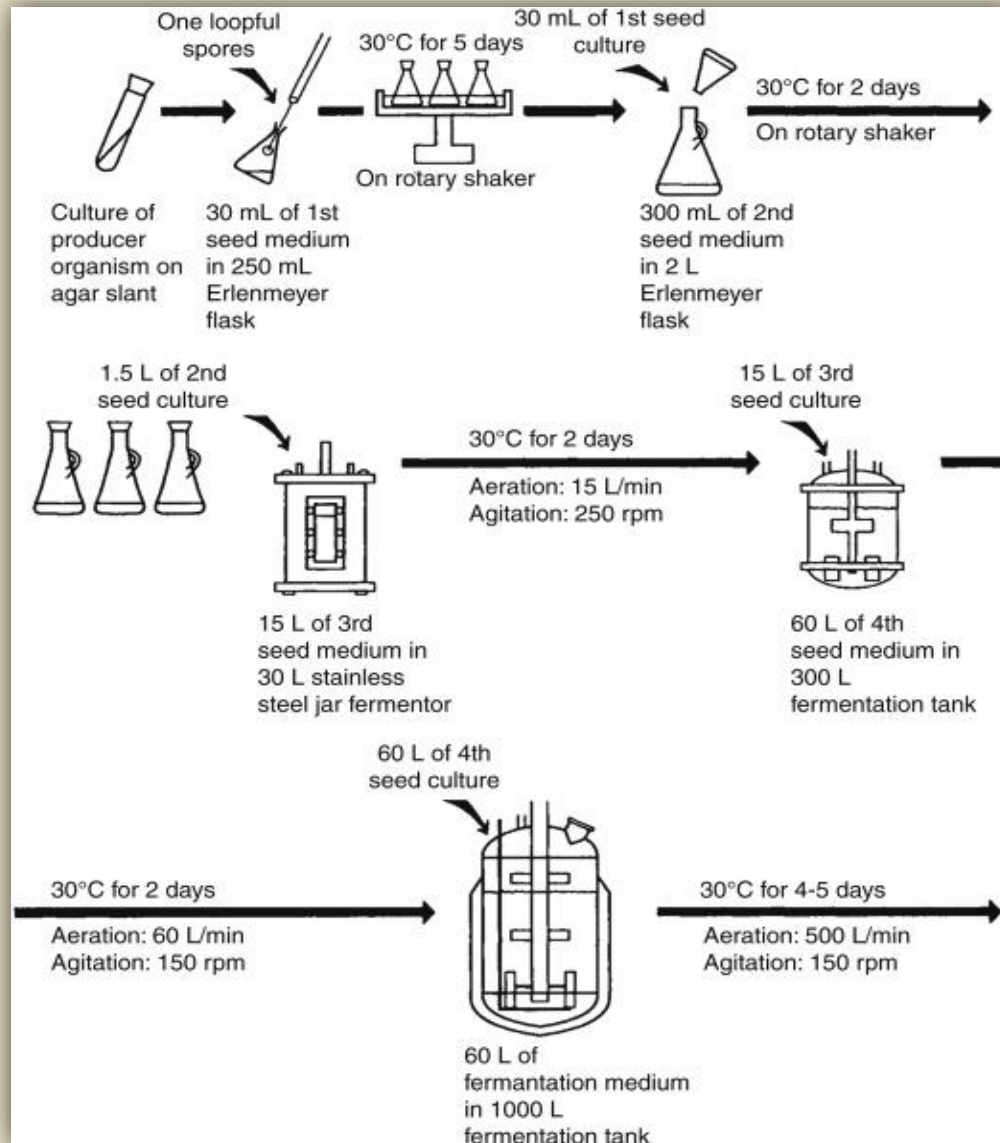 One loopful
spores
30°C for 5 days
On rotary shaker
30 mL of 1st seed
culture
30°C for 2 days
On rotary shaker
Culture of
producer
organism on
agar slant
30 mL of 1st
seed medium
in 250 mL
Erlenmeyer
flask
300 mL of 2nd
seed medium
in 2 L
Erlenmeyer
flask
1.5 L of 2nd
seed culture
30°C for 2 days
Aeration: 15 L/min
Agitation: 250 rpm
15 L of 3rd
seed culture
15 L of 3rd
seed medium in
30 L stainless
steel jar fermentor
60 L of 4th
seed medium in
300 L
fermentation tank
60 L of 4th
seed culture
30°C for 2 days
Aeration: 60 L/min
Agitation: 150 rpm
30°C for 4-5 days
Aeration: 500 L/min
Agitation: 150 rpm
60 L of
fermantation medium
in 1000 L
fermentation tank